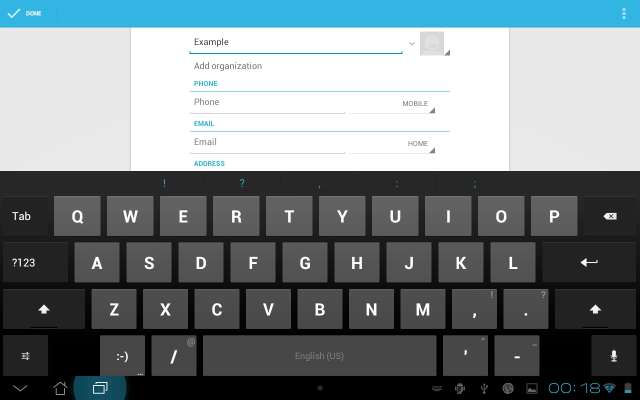 DONE
Example
Add organization
PHONE
Phone MOBILE
EMAIL
Email HOME
ADDRESS
! ? , : ;
Tab Q W E R T Y U I O P
?123 A S D F G H J K L
Z X C V B N M , ! . ?
:-) ... / @ English (US) ' " - _
00:18